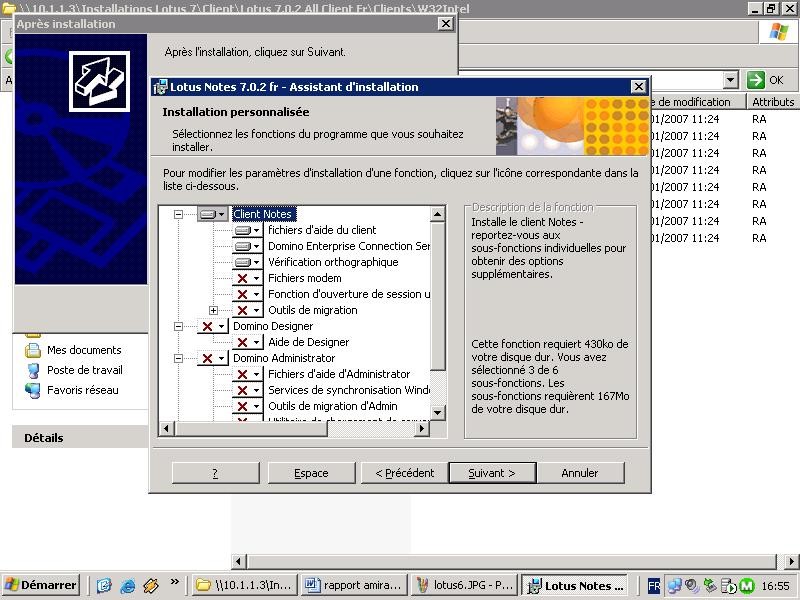 \\10.1.1.3\Installations Lotus 7\Client\Lotus 7.0.2 All Client Fr\Clients\W32Intel
Après installation
Après l'installation, cliquez sur Suivant.
OK
Lotus Notes 7.0.2 fr - Assistant d'installation
Installation personnalisée
Sélectionnez les fonctions du programme que vous souhaitez
installer.
Pour modifier les paramètres d'installation d'une fonction, cliquez sur l'icône correspondante dans la
liste ci-dessous.
Client Notes
fichiers d'aide du client
Domino Enterprise Connection Ser
Vérification orthographique
Fichiers modem
Fonction d'ouverture de session u
Outils de migration
Domino Designer
Aide de Designer
Domino Administrator
Fichiers d'aide d'Administrator
Services de synchronisation Windo
Outils de migration d'Admin
Description de la fonction
Installe le client Notes -
reportez-vous aux
sous-fonctions individuelles pour
obtenir des options
supplémentaires.
Cette fonction requiert 430ko de
votre disque dur. Vous avez
sélectionné 3 de 6
sous-fonctions. Les
sous-fonctions requièrent 167Mo
de votre disque dur.
?
Espace
< Précédent
Suivant >
Annuler
e de modification Attributs
01/2007 11:24 RA
01/2007 11:24 RA
01/2007 11:24 RA
01/2007 11:24 RA
01/2007 11:24 RA
01/2007 11:24 RA
01/2007 11:24 RA
01/2007 11:24 RA
Mes documents
Poste de travail
Favoris réseau
Détails
Démarrer
»
\\10.1.1.3\In...
rapport amira...
lotus6.JPG - P...
Lotus Notes ...
FR
16:55